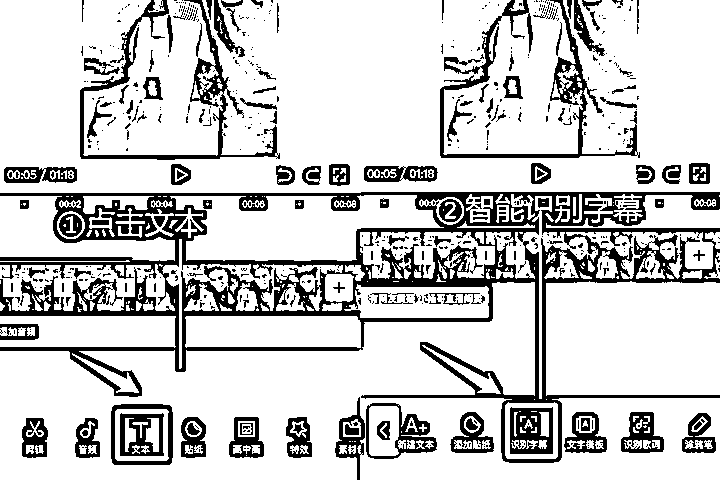 00:05 / 01:18
00:02
00:04
00:06
00:08
①点击文本
添加音频
剪辑
音频
文本
贴纸
画中画
特效
素材
00:05 / 01:18
00:08
②智能识别字幕
新建文本
添加贴纸
识别字幕
文字模板
识别歌词
涂鸦笔